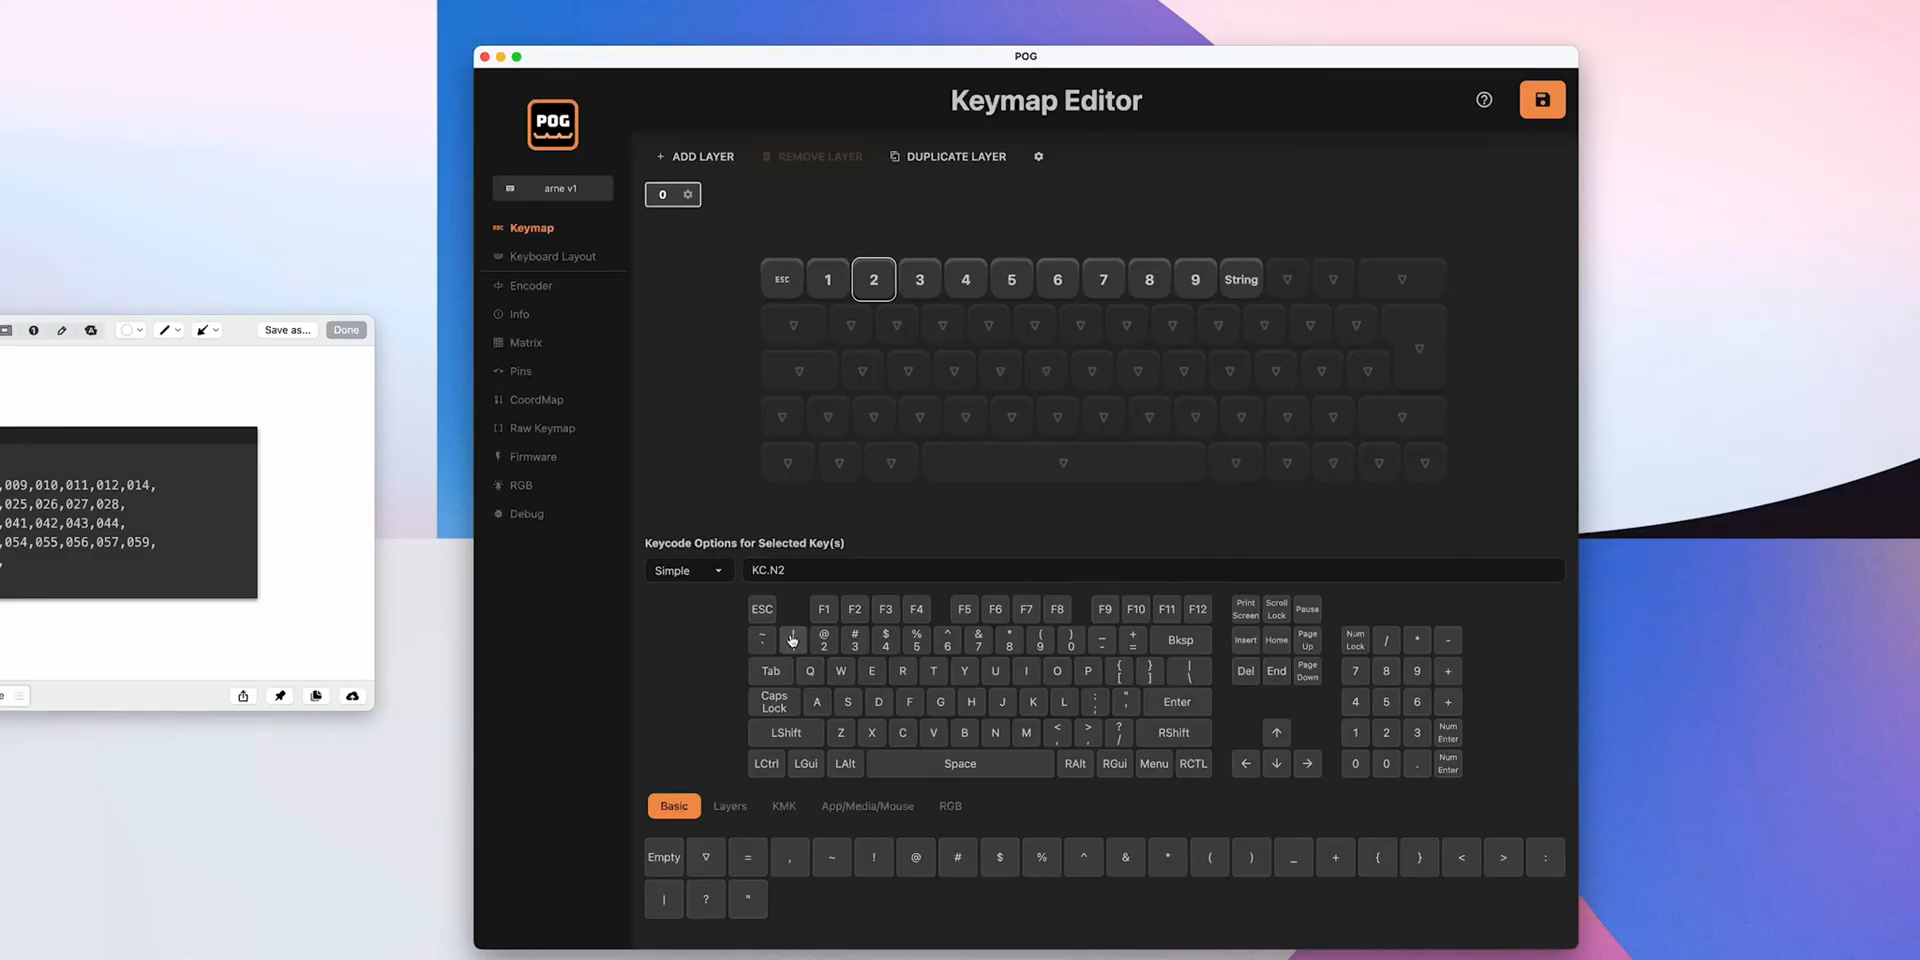 POG
Keymap Editor
POG
+ ADD LAYER
REMOVE LAYER
DUPLICATE LAYER
arne v1
0
Keymap
Keyboard Layout
Encoder
Info
Matrix
Pins
CoordMap
Raw Keymap
Firmware
RGB
Debug
ESC 1 2 3 4 5 6 7 8 9 String
Save as... Done
,009,010,011,012,014,
,025,026,027,028,
,041,042,043,044,
,054,055,056,057,059,
,
Keycode Options for Selected Key(s)
Simple KC.N2
ESC F1 F2 F3 F4 F5 F6 F7 F8 F9 F10 F11 F12 Print Screen Scroll Lock Pause
~ ` ! @ 2 # 3 $ 4 % 5 ^ 6 & 7 * 8 ( 9 ) 0 _ - + = Bksp Insert Home Page Up Num Lock / * -
Tab Q W E R T Y U I O P { [ } ] | \ Del End Page Down 7 8 9 +
Caps Lock A S D F G H J K L : ; " ' Enter 4 5 6 +
LShift Z X C V B N M < , > . ? / RShift ↑ 1 2 3 Num Enter
LCtrl LGui LAlt Space RAlt RGui Menu RCTL ← ↓ → 0 0 . Num Enter
Basic Layers KMK App/Media/Mouse RGB
Empty ▽ = , ~ ! @ # $ % ^ & * ( ) _ + { } < > :
| ? "